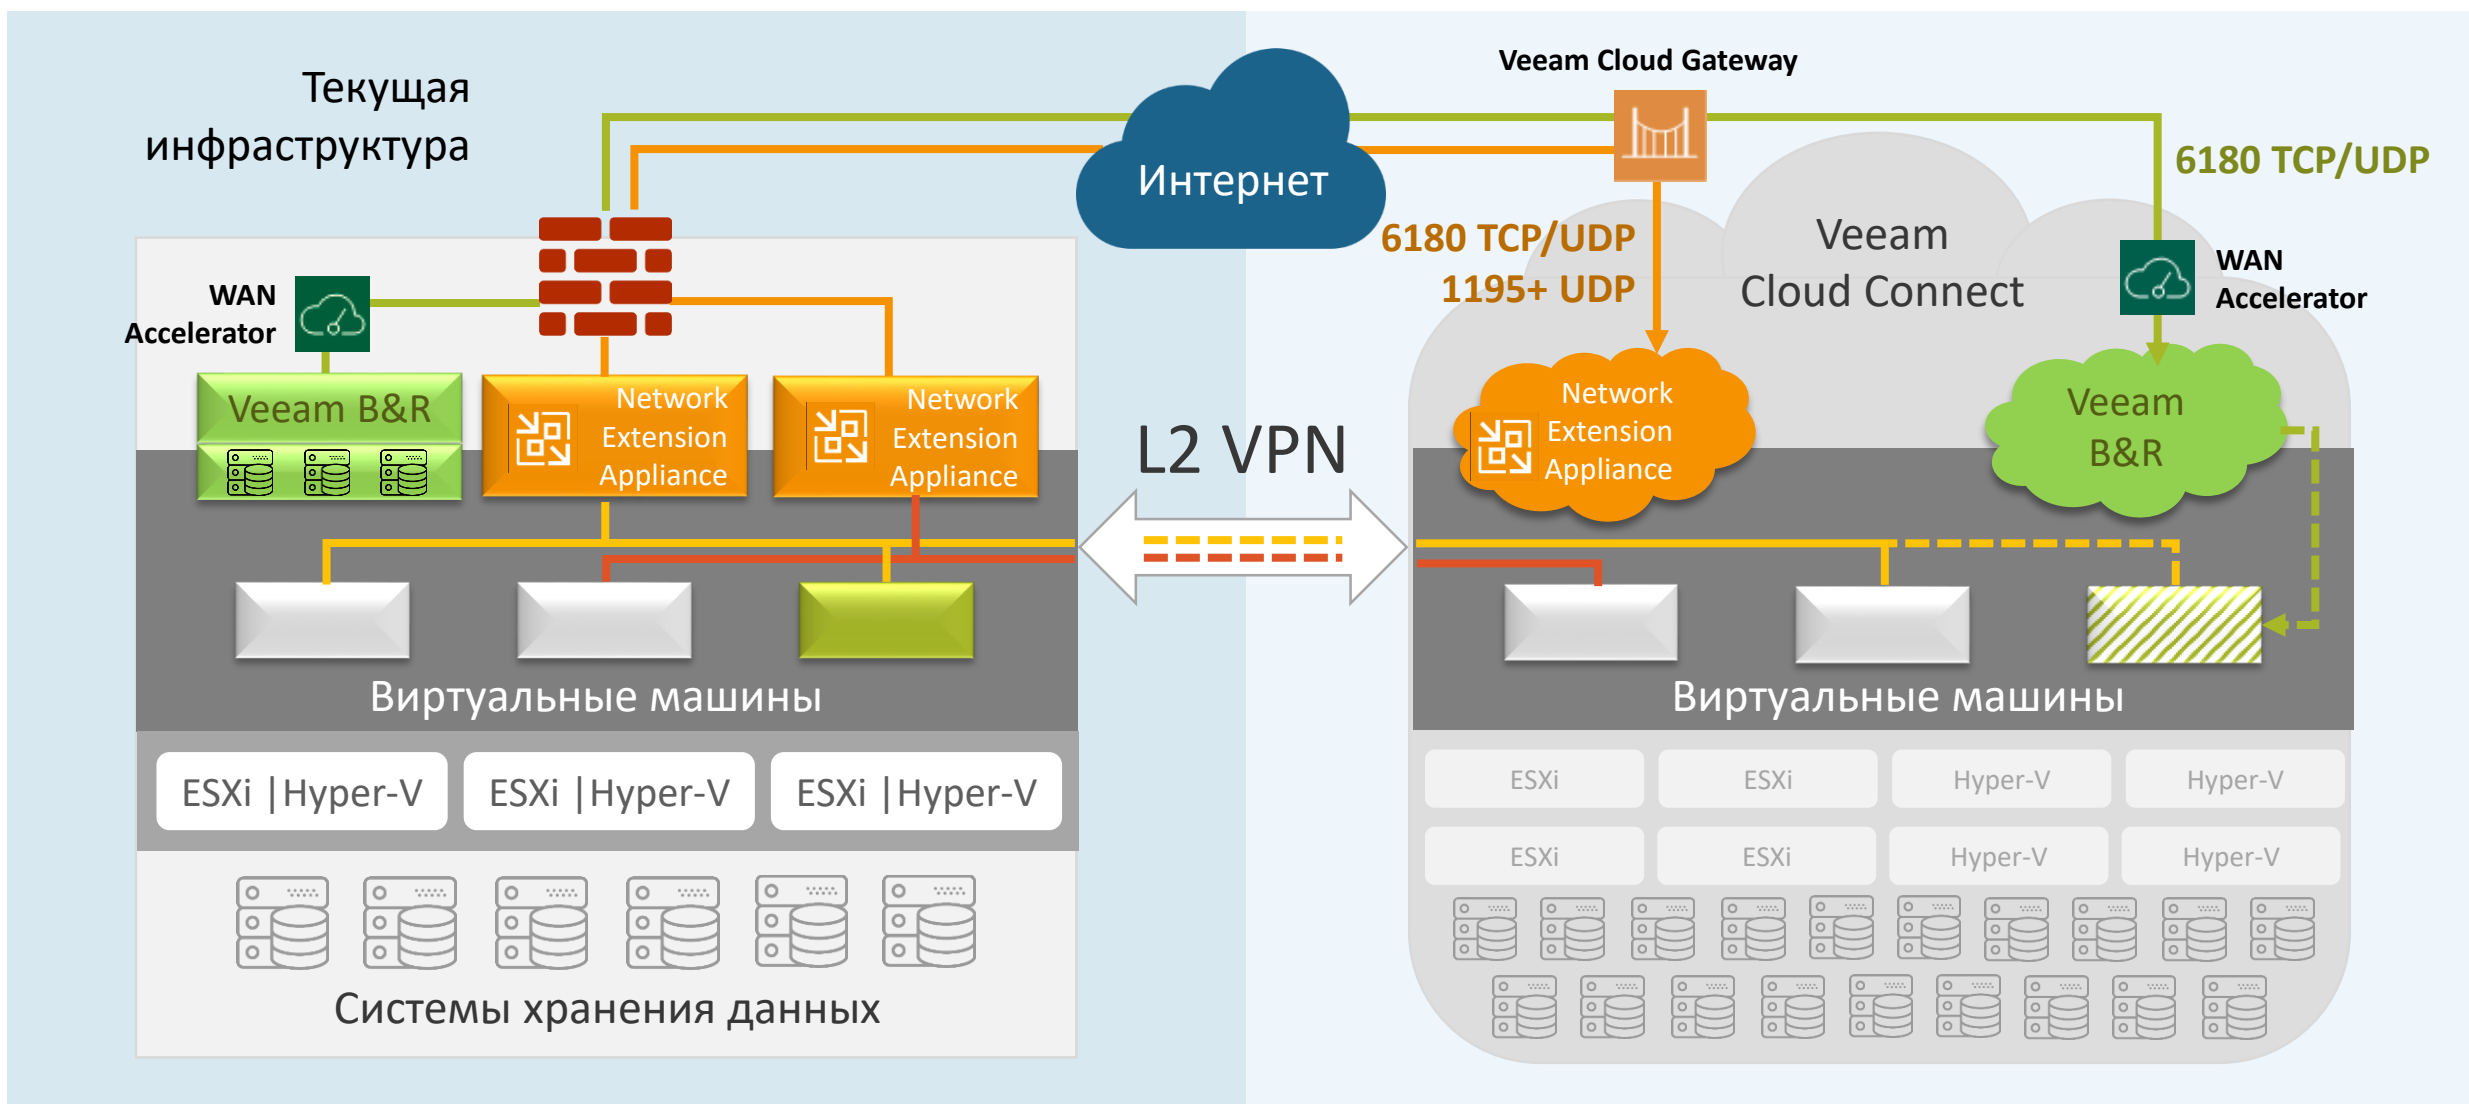 Текущая
инфраструктура
Интернет
Veeam Cloud Gateway
6180 TCP/UDP
6180 TCP/UDP
1195+ UDP
Veeam
Cloud Connect
WAN
Accelerator
WAN
Accelerator
Veeam B&R
Network
Extension
Appliance
Network
Extension
Appliance
L2 VPN
Network
Extension
Appliance
Veeam
B&R
Виртуальные машины
Виртуальные машины
ESXi |Hyper-V
ESXi |Hyper-V
ESXi |Hyper-V
ESXi
ESXi
Hyper-V
Hyper-V
ESXi
ESXi
Hyper-V
Hyper-V
Системы хранения данных